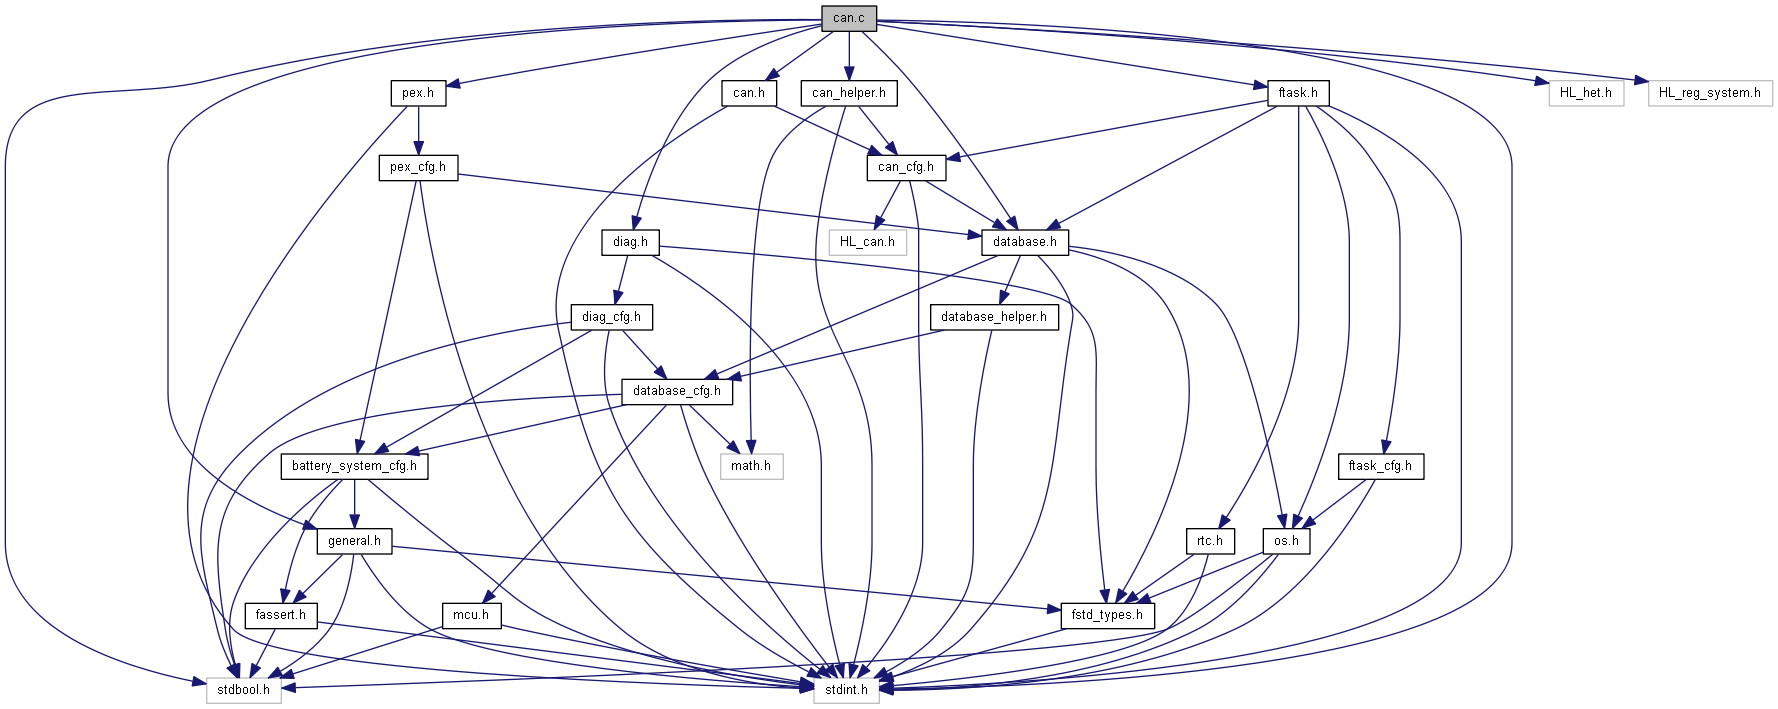 can.c
pex.h
can.h
can_helper.h
ftask.h
HL_het.h
HL_reg_system.h
pex_cfg.h
can_cfg.h
diag.h
HL_can.h
database.h
diag_cfg.h
database_helper.h
database_cfg.h
battery_system_cfg.h
math.h
ftask_cfg.h
general.h
rtc.h
os.h
fassert.h
mcu.h
fstd_types.h
stdbool.h
stdint.h